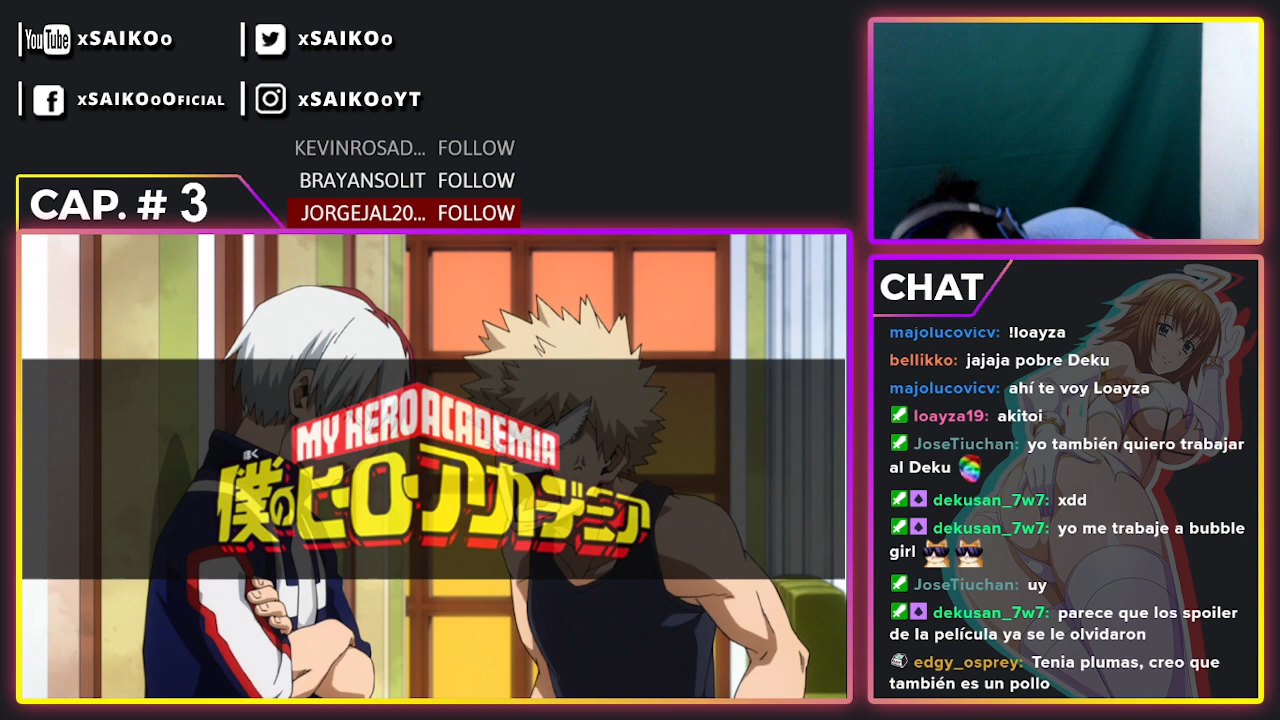 YouTube xSAIKOo
xSAIKOo
xSAIKOoOFICIAL
xSAIKOoYT
KEVINROSAD... FOLLOW
BRAYANSOLIT FOLLOW
JORGEJAL20... FOLLOW
CAP. # 3
MY HERO ACADEMIA
ぼく
僕のヒーローアカデミア
CHAT
majolucovicv: !loayza
bellikko: jajaja pobre Deku
majolucovicv: ahí te voy Loayza
loayza19: akitoi
JoseTiuchan: yo también quiero trabajar
al Deku
dekusan_7w7: xdd
dekusan_7w7: yo me trabaje a bubble
girl
JoseTiuchan: uy
dekusan_7w7: parece que los spoiler
de la película ya se le olvidaron
edgy_osprey: Tenia plumas, creo que
también es un pollo